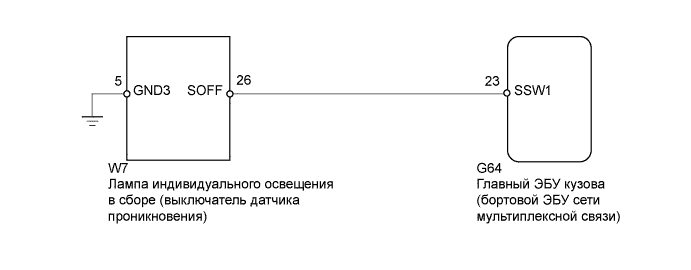 5
GND3
SOFF
26
23
SSW1
W7
Лампа индивидуального освещения
в сборе (выключатель датчика
проникновения)
G64
Главный ЭБУ кузова
(бортовой ЭБУ сети
мультиплексной связи)